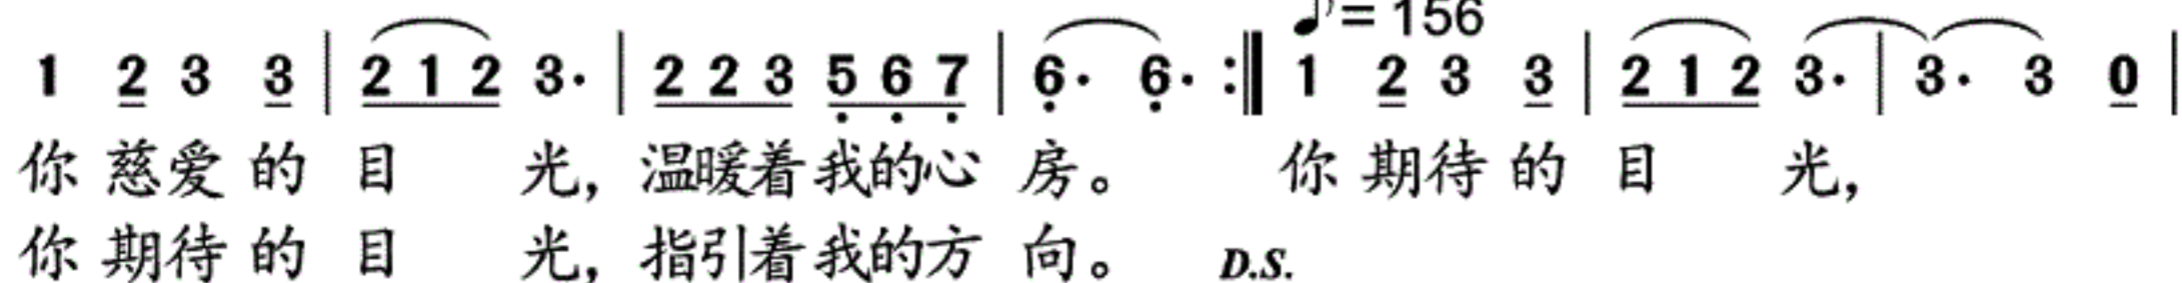 ♪= 156
1 2 3 3 | 2 1 2 3· | 2 2 3 5 6 7 | 6· 6· :‖ 1 2 3 3 | 2 1 2 3· | 3· 3 0 |
你慈爱的目光，温暖着我的心房。 你期待的目光，
你期待的目光，指引着我的方向。 D.S.